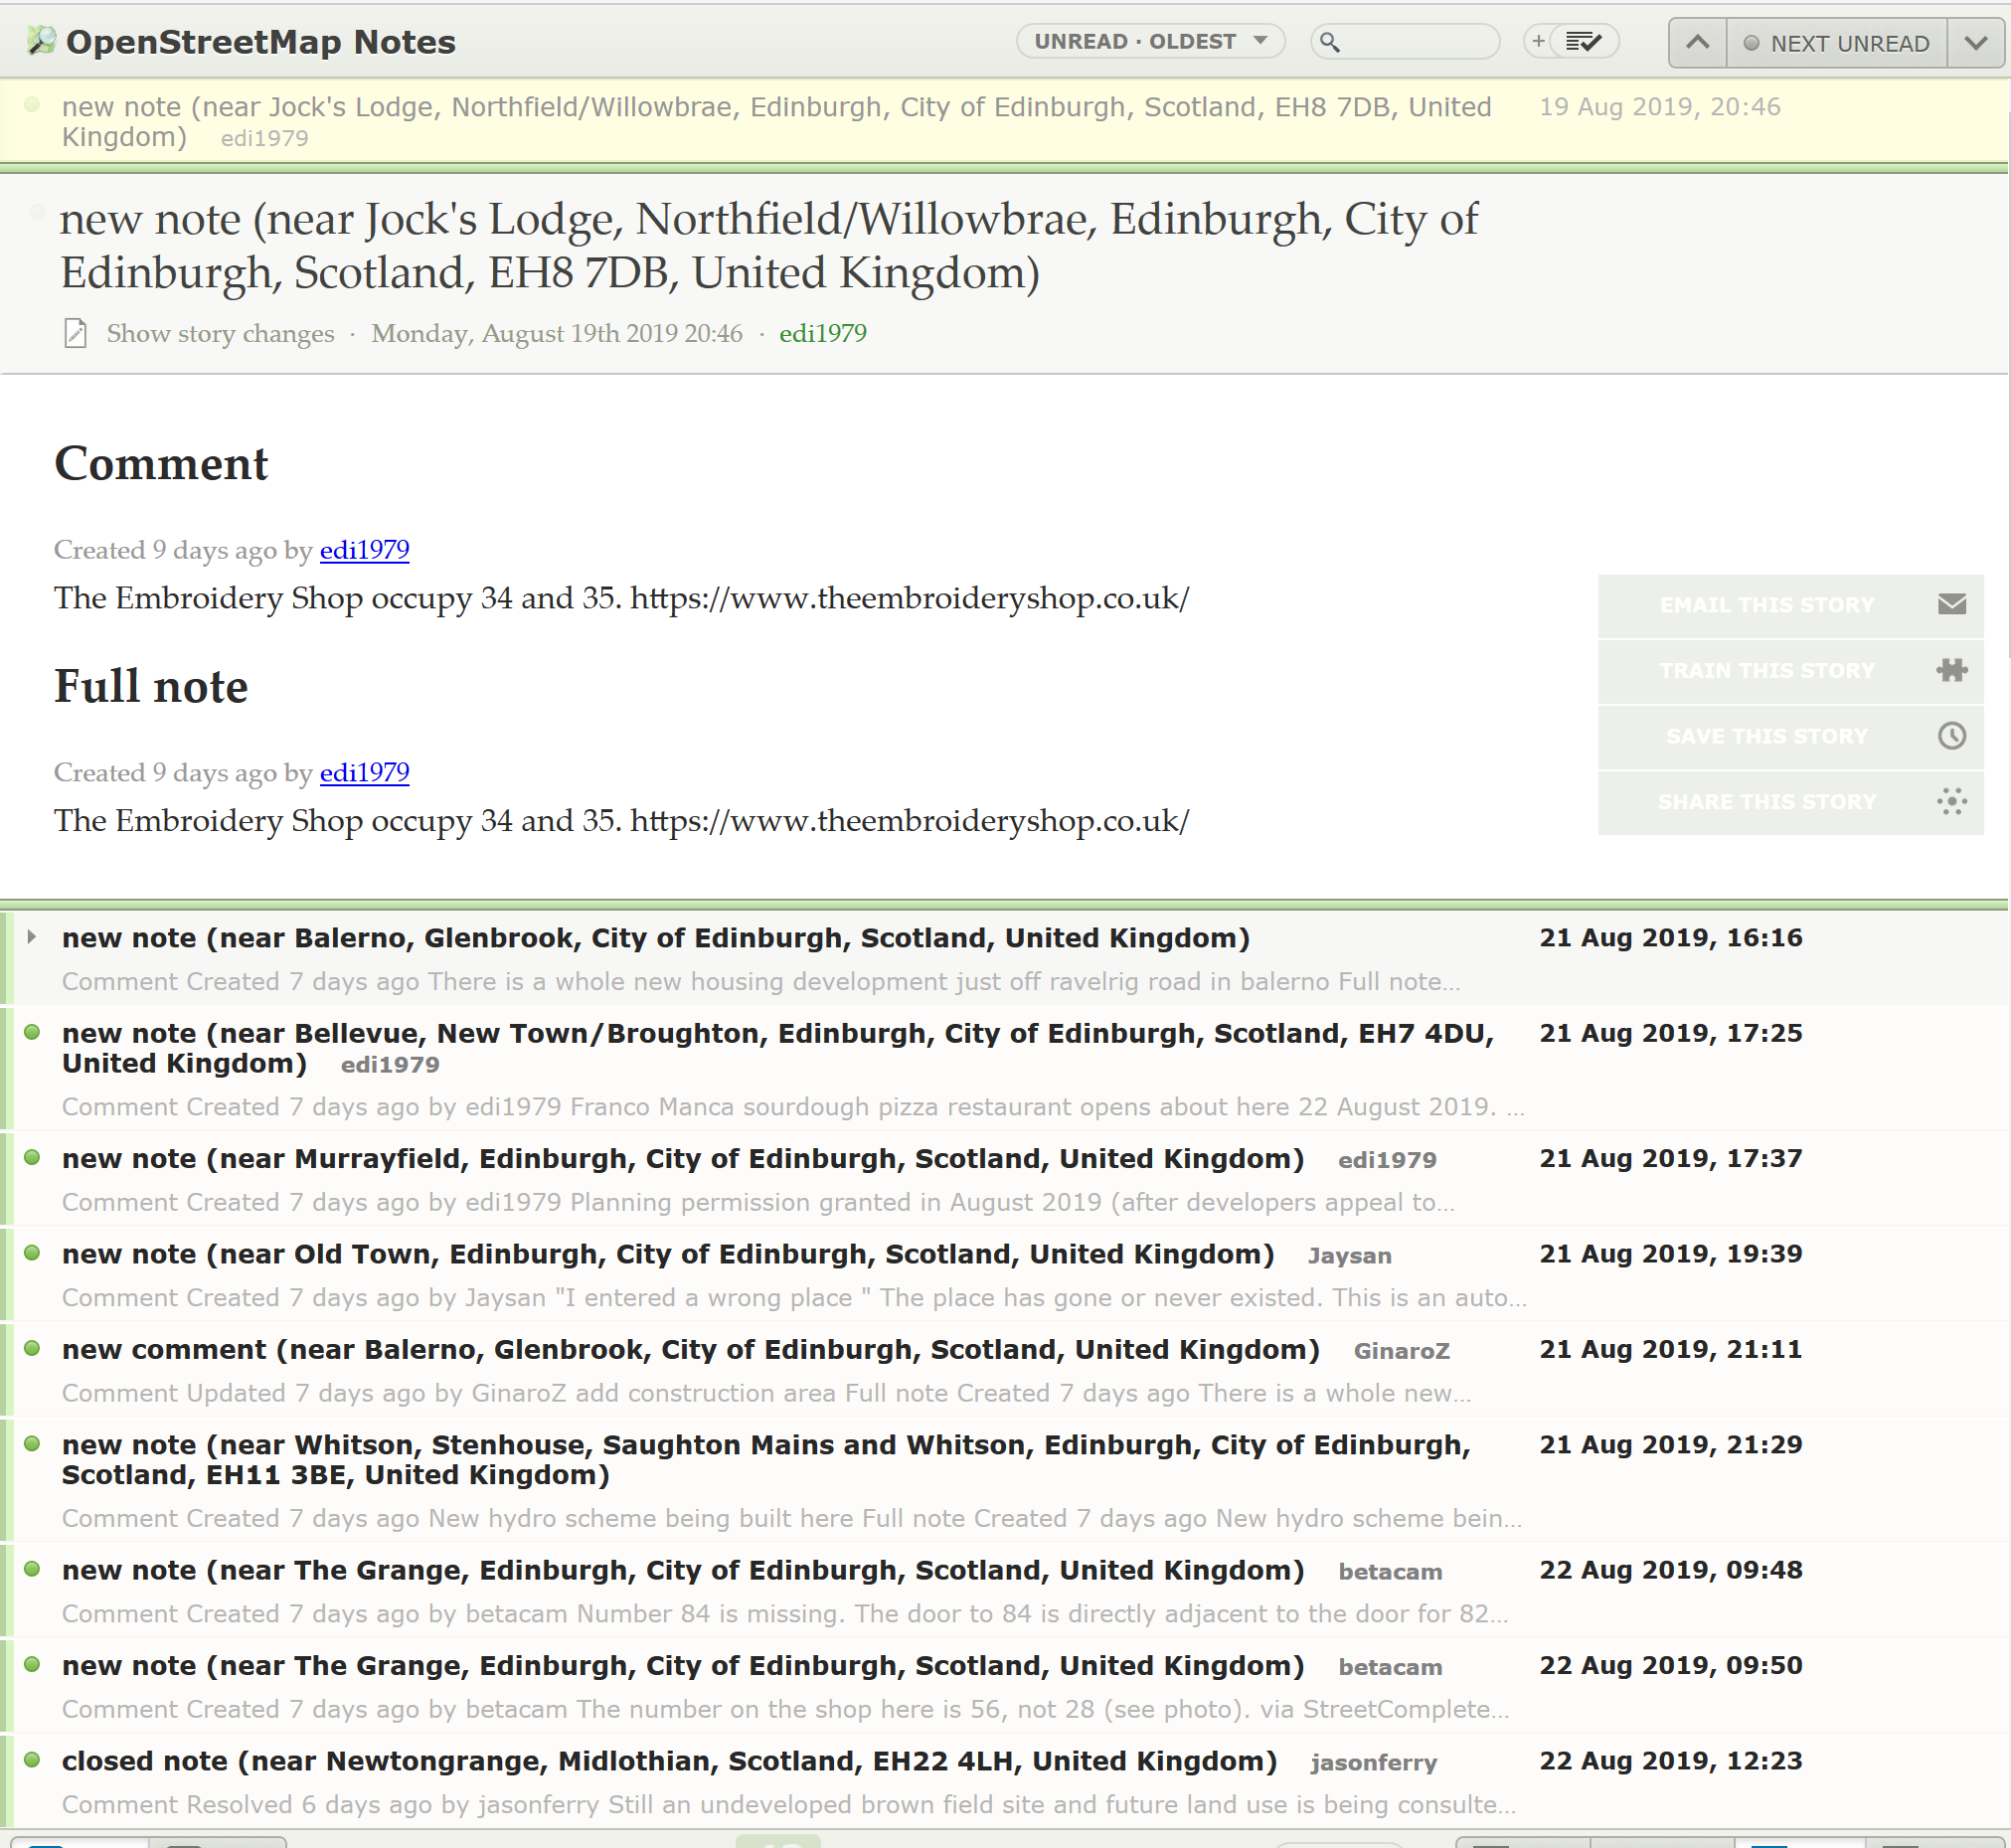 OpenStreetMap Notes
UNREAD · OLDEST
+
NEXT UNREAD
new note (near Jock's Lodge, Northfield/Willowbrae, Edinburgh, City of Edinburgh, Scotland, EH8 7DB, United
Kingdom) edi1979
19 Aug 2019, 20:46
new note (near Jock's Lodge, Northfield/Willowbrae, Edinburgh, City of
Edinburgh, Scotland, EH8 7DB, United Kingdom)
Show story changes · Monday, August 19th 2019 20:46 · edi1979
Comment
Created 9 days ago by edi1979
The Embroidery Shop occupy 34 and 35. https://www.theembroideryshop.co.uk/
Full note
Created 9 days ago by edi1979
The Embroidery Shop occupy 34 and 35. https://www.theembroideryshop.co.uk/
EMAIL THIS STORY
TRAIN THIS STORY
SAVE THIS STORY
SHARE THIS STORY
new note (near Balerno, Glenbrook, City of Edinburgh, Scotland, United Kingdom)
21 Aug 2019, 16:16
Comment Created 7 days ago There is a whole new housing development just off ravelrig road in balerno Full note...
new note (near Bellevue, New Town/Broughton, Edinburgh, City of Edinburgh, Scotland, EH7 4DU,
United Kingdom) edi1979
21 Aug 2019, 17:25
Comment Created 7 days ago by edi1979 Franco Manca sourdough pizza restaurant opens about here 22 August 2019. ...
new note (near Murrayfield, Edinburgh, City of Edinburgh, Scotland, United Kingdom) edi1979
21 Aug 2019, 17:37
Comment Created 7 days ago by edi1979 Planning permission granted in August 2019 (after developers appeal to...
new note (near Old Town, Edinburgh, City of Edinburgh, Scotland, United Kingdom) Jaysan
21 Aug 2019, 19:39
Comment Created 7 days ago by Jaysan "I entered a wrong place " The place has gone or never existed. This is an auto...
new comment (near Balerno, Glenbrook, City of Edinburgh, Scotland, United Kingdom) GinaroZ
21 Aug 2019, 21:11
Comment Updated 7 days ago by GinaroZ add construction area Full note Created 7 days ago There is a whole new...
new note (near Whitson, Stenhouse, Saughton Mains and Whitson, Edinburgh, City of Edinburgh,
Scotland, EH11 3BE, United Kingdom)
21 Aug 2019, 21:29
Comment Created 7 days ago New hydro scheme being built here Full note Created 7 days ago New hydro scheme bein...
new note (near The Grange, Edinburgh, City of Edinburgh, Scotland, United Kingdom) betacam
22 Aug 2019, 09:48
Comment Created 7 days ago by betacam Number 84 is missing. The door to 84 is directly adjacent to the door for 82...
new note (near The Grange, Edinburgh, City of Edinburgh, Scotland, United Kingdom) betacam
22 Aug 2019, 09:50
Comment Created 7 days ago by betacam The number on the shop here is 56, not 28 (see photo). via StreetComplete...
closed note (near Newtongrange, Midlothian, Scotland, EH22 4LH, United Kingdom) jasonferry
22 Aug 2019, 12:23
Comment Resolved 6 days ago by jasonferry Still an undeveloped brown field site and future land use is being consulte...